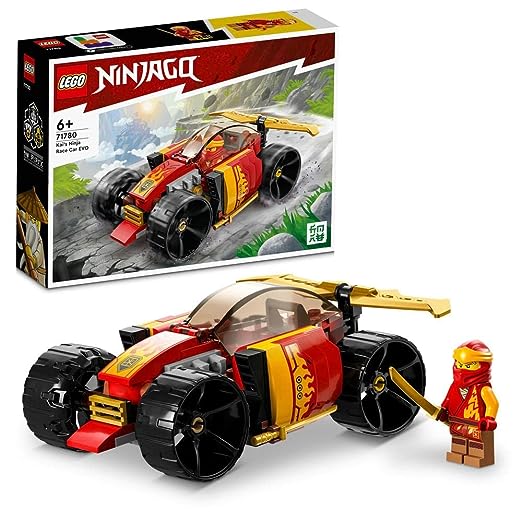 LEGO
NINJAGO
6+
71780
Kai's Ninja
Race Car EVO